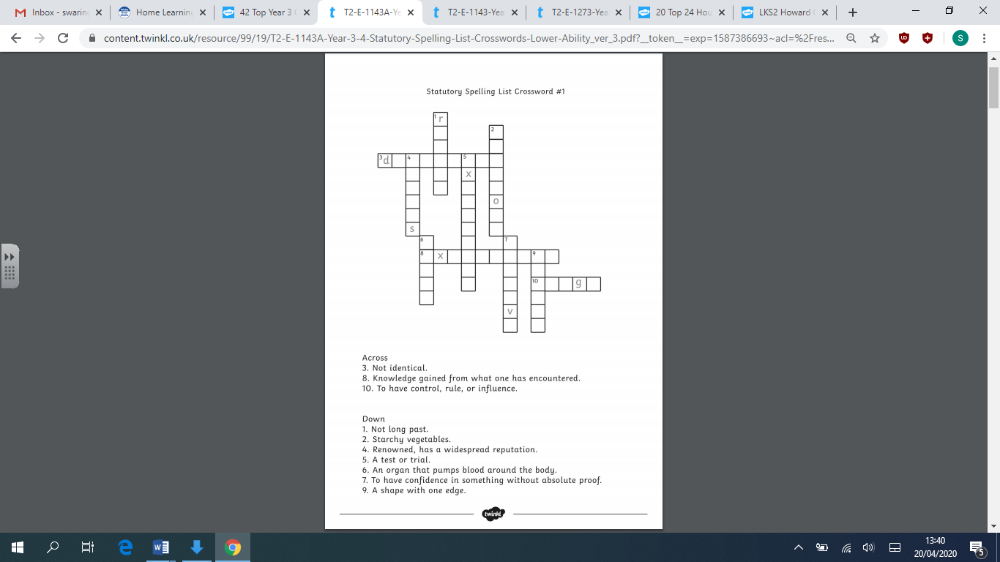 Inbox - swaring
Home Learning
42 Top Year 3 
T2-E-1143A-Ye
T2-E-1143-Yea
T2-E-1273-Yea
20 Top 24 Hou
LKS2 Howard 
content.twinkl.co.uk/resource/99/19/T2-E-1143A-Year-3-4-Statutory-Spelling-List-Crosswords-Lower-Ability_ver_3.pdf?__token__=exp=1587386693~acl=%2Fres...
S
Statutory Spelling List Crossword #1
1 r
2
3 d 4 5
x
o
s
6 7
8 x 9
10 g
v
Across
3. Not identical.
8. Knowledge gained from what one has encountered.
10. To have control, rule, or influence.
Down
1. Not long past.
2. Starchy vegetables.
4. Renowned, has a widespread reputation.
5. A test or trial.
6. An organ that pumps blood around the body.
7. To have confidence in something without absolute proof.
9. A shape with one edge.
twinkl
13:40
20/04/2020
5